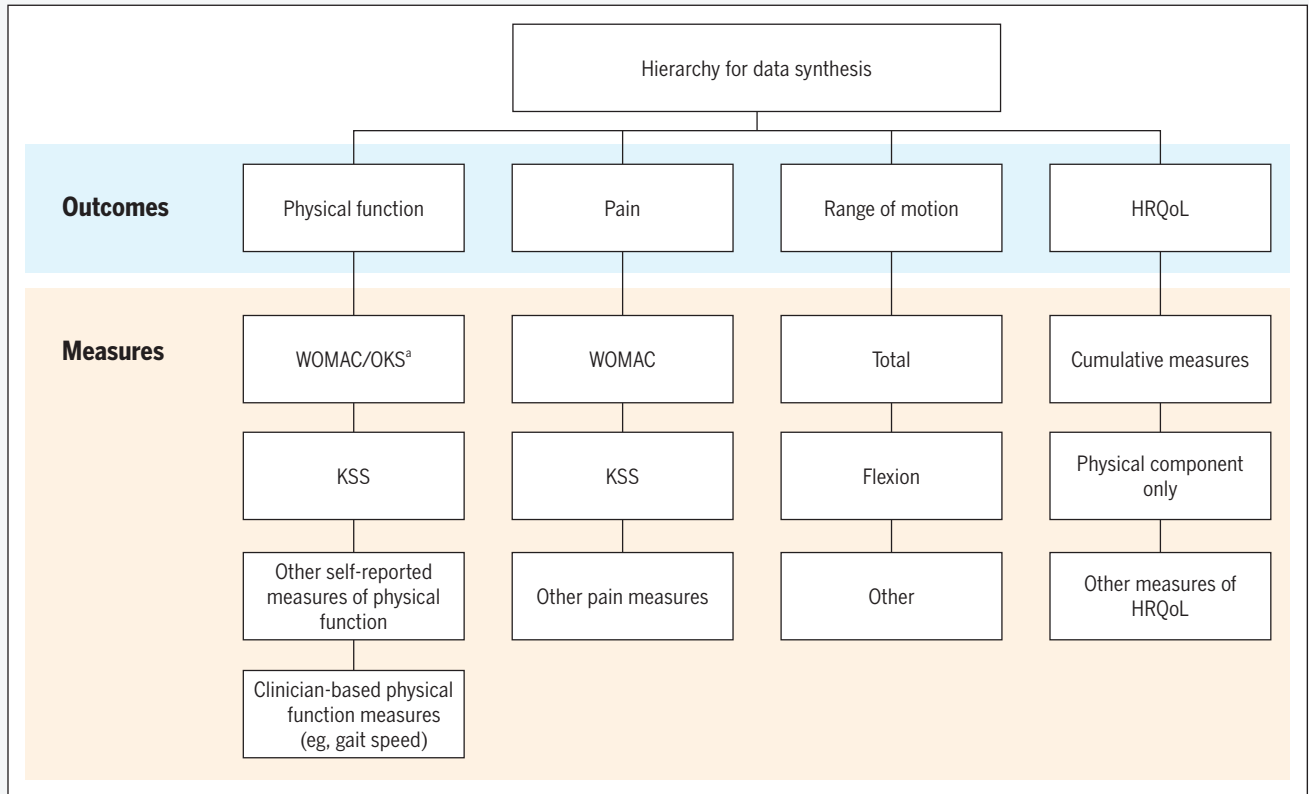 Hierarchy for data synthesis
Outcomes
Physical function
Pain
Range of motion
HRQoL
Measures
WOMAC/OKSª
WOMAC
Total
Cumulative measures
KSS
KSS
Flexion
Physical component
only
Other self-reported
measures of physical
function
Other pain measures
Other
Other measures of
HRQoL
Clinician-based physical
function measures
(eg, gait speed)